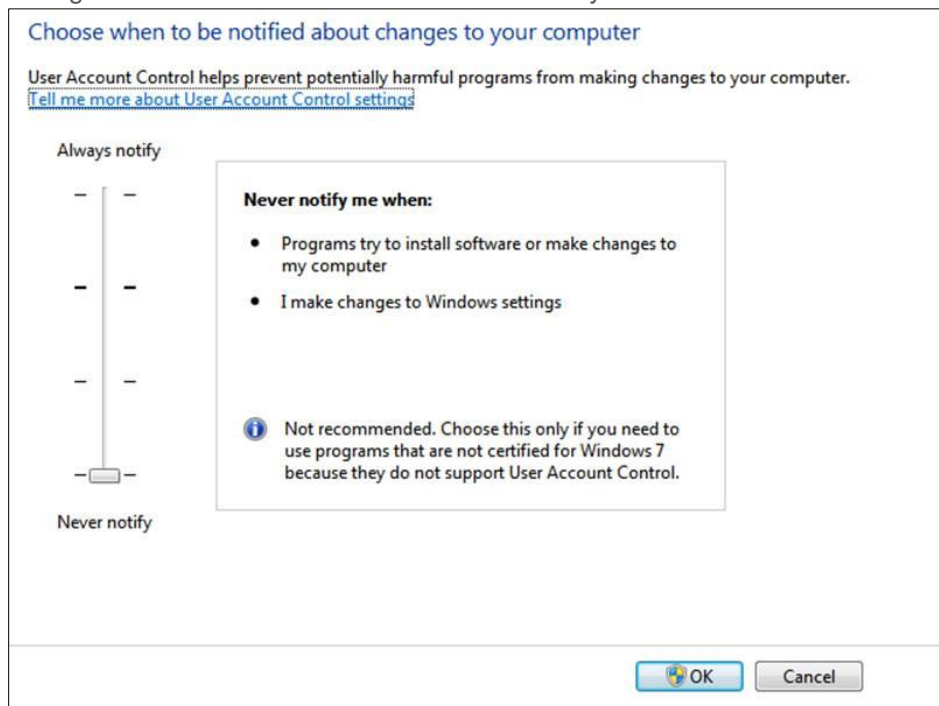 Choose when to be notified about changes to your computer
User Account Control helps prevent potentially harmful programs from making changes to your computer.
Tell me more about User Account Control settings
Always notify
Never notify me when:
• Programs try to install software or make changes to
my computer
• I make changes to Windows settings
Not recommended. Choose this only if you need to
use programs that are not certified for Windows 7
because they do not support User Account Control.
Never notify
OK
Cancel